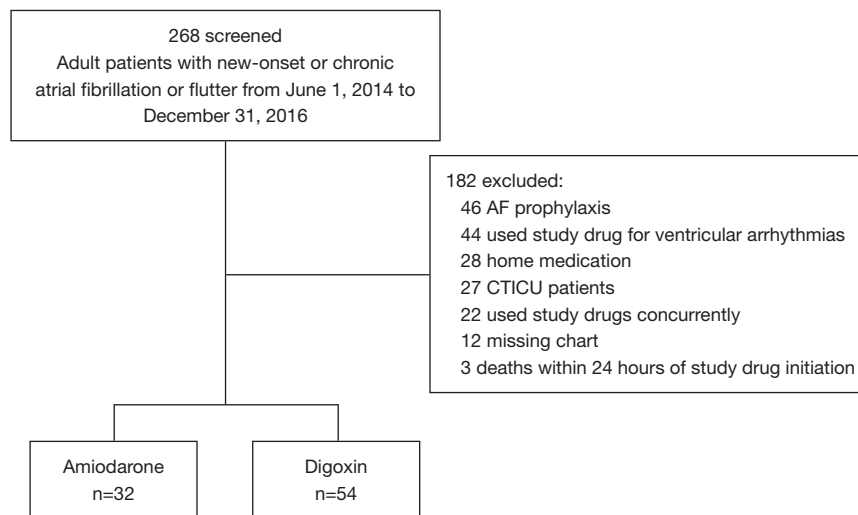 268 screened
Adult patients with new-onset or chronic
atrial fibrillation or flutter from June 1, 2014 to
December 31, 2016
182 excluded:
46 AF prophylaxis
44 used study drug for ventricular arrhythmias
28 home medication
27 CTICU patients
22 used study drugs concurrently
12 missing chart
3 deaths within 24 hours of study drug initiation
Amiodarone
n=32
Digoxin
n=54